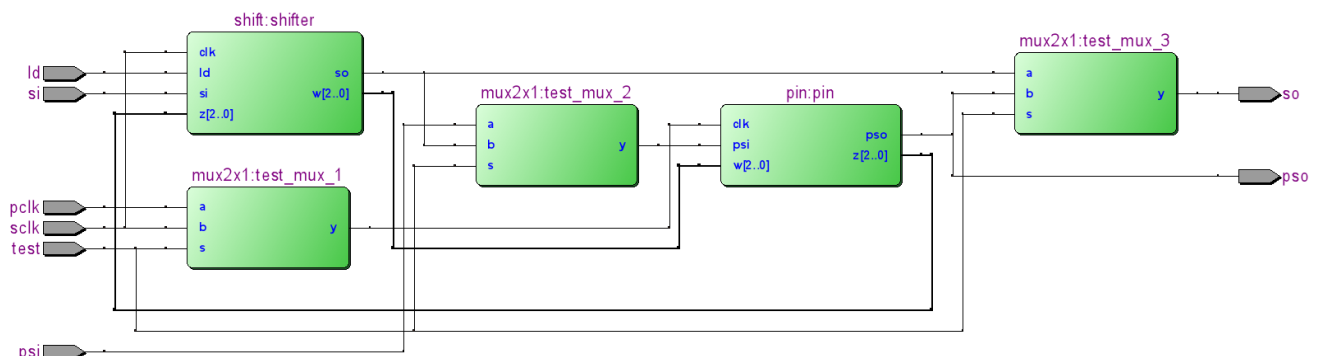 shift:shifter
clk
ld
si
z[2..0]
so
w[2..0]
ld
si
mux2x1:test_mux_1
a
b
s
y
pclk
sclk
test
psi
mux2x1:test_mux_2
a
b
s
y
pin:pin
clk
psi
w[2..0]
pso
z[2..0]
mux2x1:test_mux_3
a
b
s
y
so
pso